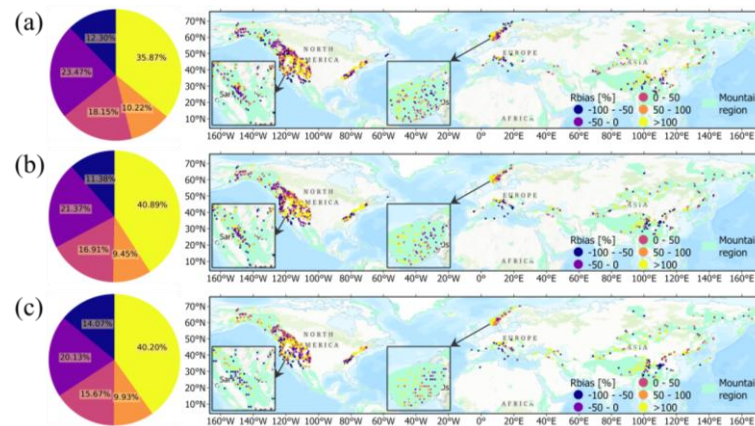 (a)
12.30%
35.87%
23.47%
18.15%
10.22%
70°N
60°N
50°N
40°N
30°N
20°N
10°N
NORTH
AMERICA
EUROPE
ASIA
AFRICA
San
Rbias [%]
-100 - -50
-50 - 0
0 - 50
50 - 100
>100
Mountain
region
160°W 140°W 120°W 100°W 80°W 60°W 40°W 20°W 0° 20°E 40°E 60°E 80°E 100°E 120°E 140°E 160°E
(b)
11.38%
40.89%
21.37%
16.91%
9.45%
70°N
60°N
50°N
40°N
30°N
20°N
10°N
NORTH
AMERICA
EUROPE
ASIA
AFRICA
San
Rbias [%]
-100 - -50
-50 - 0
0 - 50
50 - 100
>100
Mountain
region
160°W 140°W 120°W 100°W 80°W 60°W 40°W 20°W 0° 20°E 40°E 60°E 80°E 100°E 120°E 140°E 160°E
(c)
14.07%
40.20%
20.13%
15.67%
9.93%
70°N
60°N
50°N
40°N
30°N
20°N
10°N
NORTH
AMERICA
EUROPE
ASIA
AFRICA
San
Rbias [%]
-100 - -50
-50 - 0
0 - 50
50 - 100
>100
Mountain
region
160°W 140°W 120°W 100°W 80°W 60°W 40°W 20°W 0° 20°E 40°E 60°E 80°E 100°E 120°E 140°E 160°E